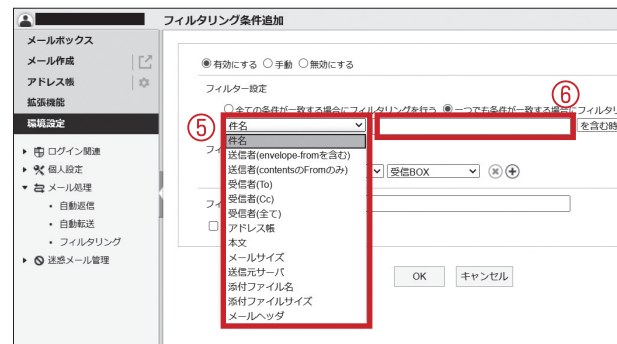 フィルタリング条件追加
メールボックス
メール作成
アドレス帳
拡張機能
環境設定
ログイン関連
個人設定
メール処理
・ 自動返信
・ 自動転送
・ フィルタリング
迷惑メール管理
有効にする 手動 無効にする
フィルター設定
全ての条件が一致する場合にフィルタリングを行う 一つでも条件が一致する場合にフィルタリ
⑤ 件名 ⑥ を含む時
件名
送信者(envelope-fromを含む)
送信者(contentsのFromのみ)
受信者(To)
受信者(Cc)
受信者(全て)
アドレス帳
本文
メールサイズ
送信元サーバ
添付ファイル名
添付ファイルサイズ
メールヘッダ
フィ
受信BOX
フィ
OK キャンセル